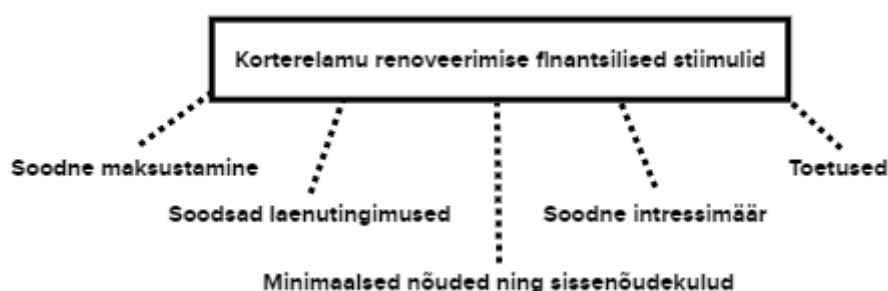 Korterelamu renoveerimise finantsilised stiimulid
Soodne maksustamine
Toetused
Soodsad laenutingimused
Soodne intressimäär
Minimaalsed nõuded ning sissenõudekulud